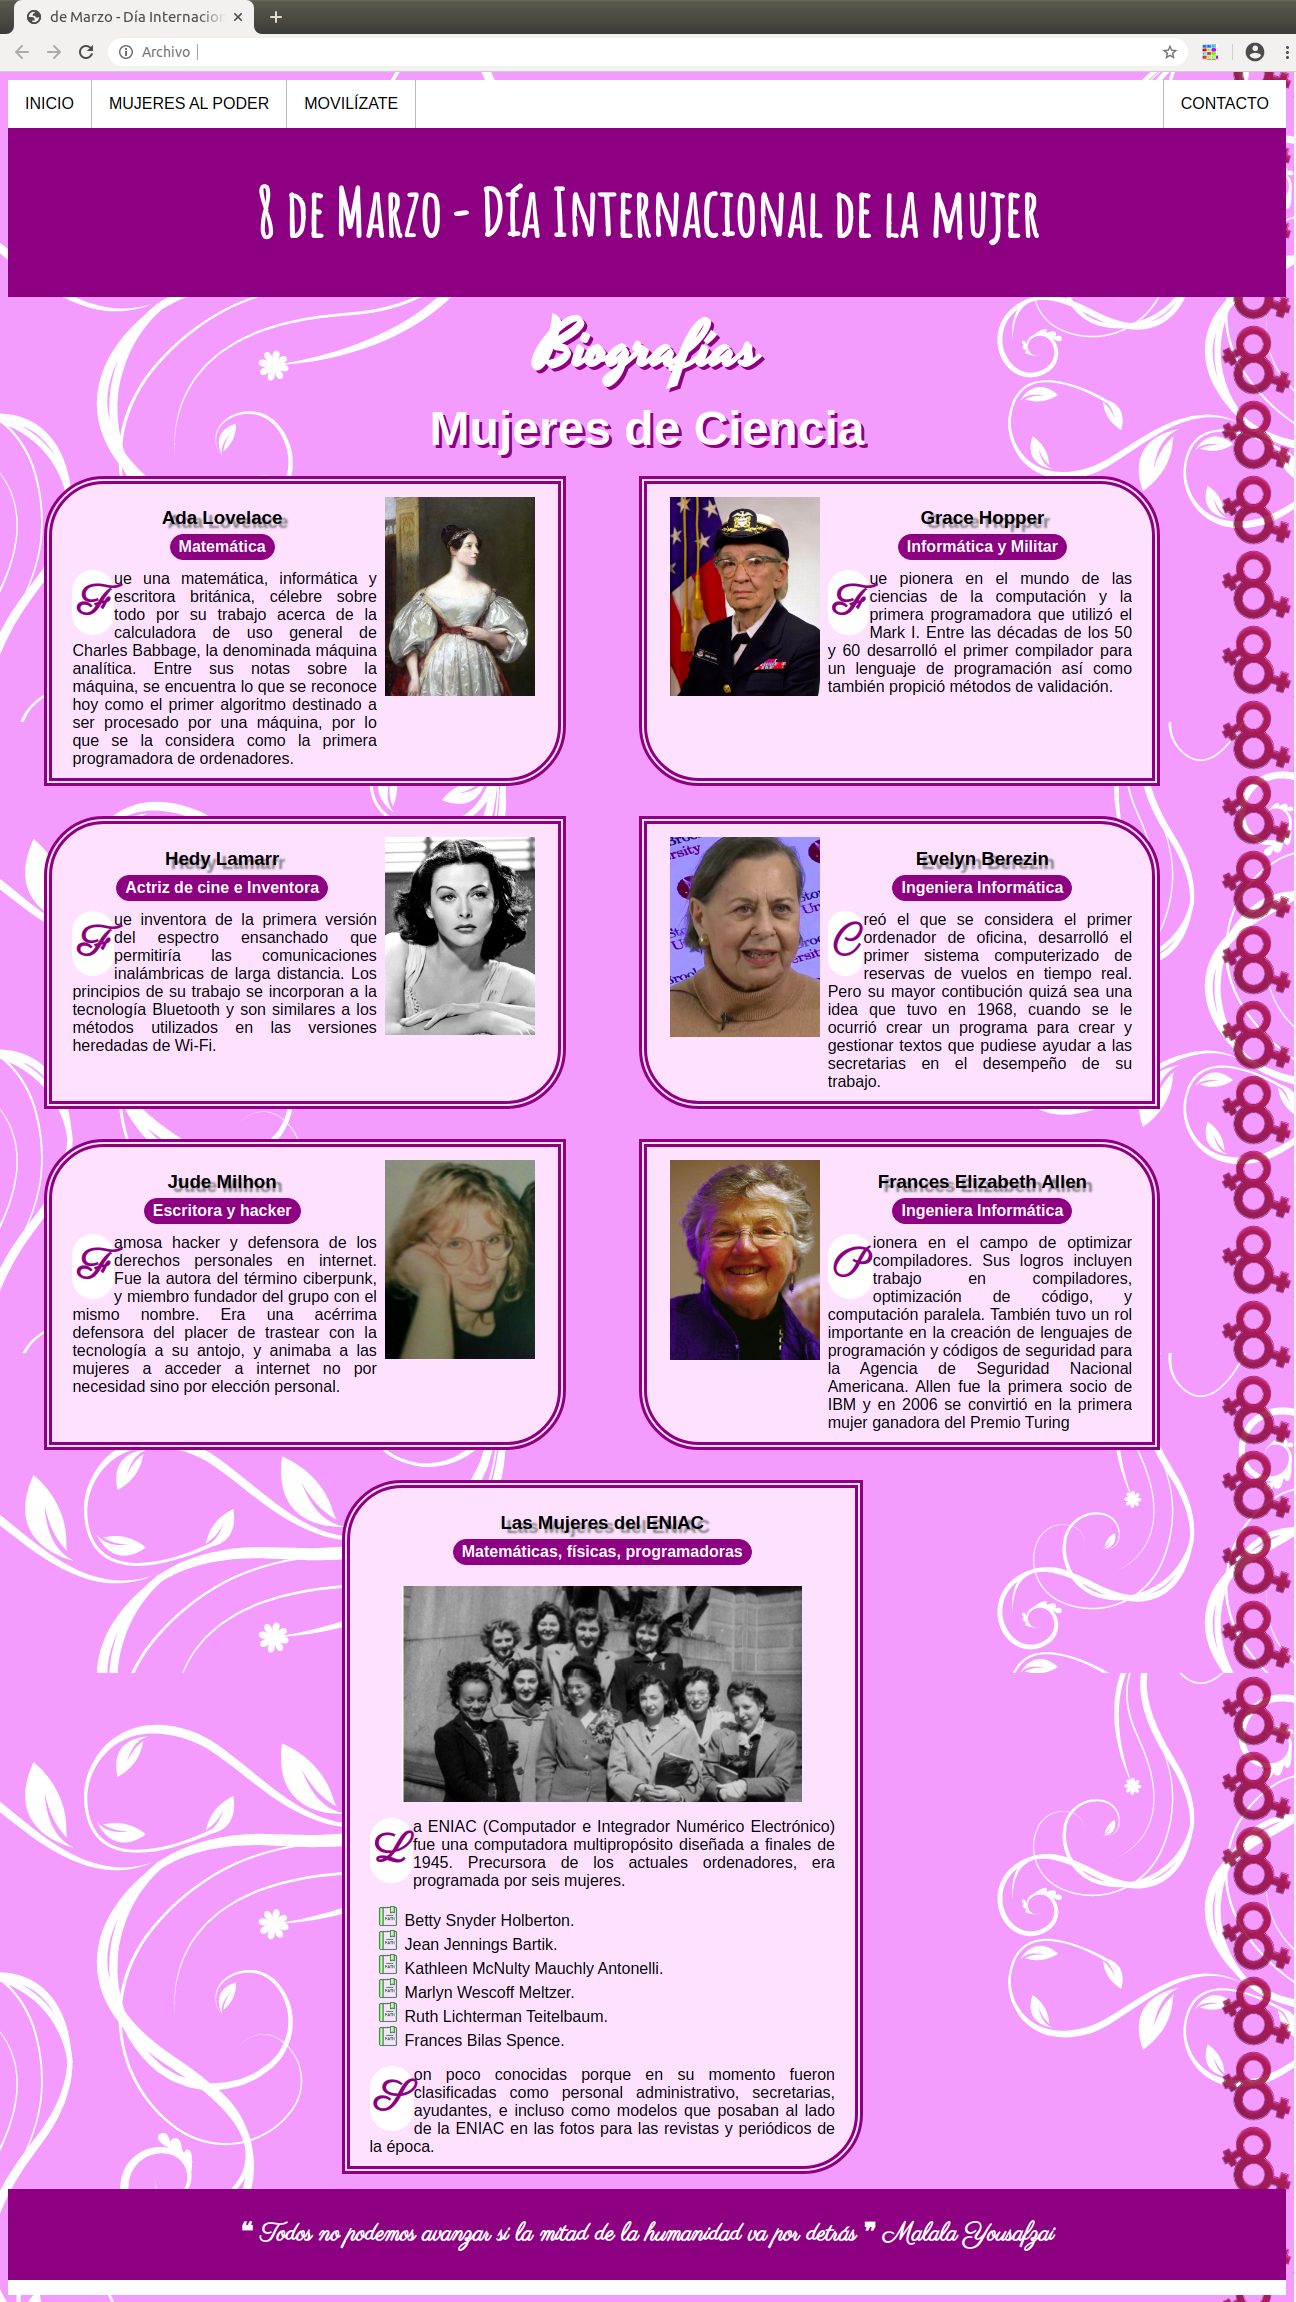 de Marzo - Día Internacion
Archivo
INICIO MUJERES AL PODER MOVILÍZATE CONTACTO
8 de Marzo - Día Internacional de la mujer
Biografías
Mujeres de Ciencia
Ada Lovelace
Matemática
Fue una matemática, informática y
escritora británica, célebre sobre
todo por su trabajo acerca de la
calculadora de uso general de
Charles Babbage, la denominada máquina
analítica. Entre sus notas sobre la
máquina, se encuentra lo que se reconoce
hoy como el primer algoritmo destinado a
ser procesado por una máquina, por lo
que se la considera como la primera
programadora de ordenadores.
Grace Hopper
Informática y Militar
Fue pionera en el mundo de las
ciencias de la computación y la
primera programadora que utilizó el
Mark I. Entre las décadas de los 50
y 60 desarrolló el primer compilador para
un lenguaje de programación así como
también propició métodos de validación.
Hedy Lamarr
Actriz de cine e Inventora
Fue inventora de la primera versión
del espectro ensanchado que
permitiría las comunicaciones
inalámbricas de larga distancia. Los
principios de su trabajo se incorporan a la
tecnología Bluetooth y son similares a los
métodos utilizados en las versiones
heredadas de Wi-Fi.
Evelyn Berezin
Ingeniera Informática
Creó el que se considera el primer
ordenador de oficina, desarrolló el
primer sistema computerizado de
reservas de vuelos en tiempo real.
Pero su mayor contibución quizá sea una
idea que tuvo en 1968, cuando se le
ocurrió crear un programa para crear y
gestionar textos que pudiese ayudar a las
secretarias en el desempeño de su
trabajo.
Jude Milhon
Escritora y hacker
Famosa hacker y defensora de los
derechos personales en internet.
Fue la autora del término ciberpunk,
y miembro fundador del grupo con el
mismo nombre. Era una acérrima
defensora del placer de trastear con la
tecnología a su antojo, y animaba a las
mujeres a acceder a internet no por
necesidad sino por elección personal.
Frances Elizabeth Allen
Ingeniera Informática
Pionera en el campo de optimizar
compiladores. Sus logros incluyen
trabajo en compiladores,
optimización de código, y
computación paralela. También tuvo un rol
importante en la creación de lenguajes de
programación y códigos de seguridad para
la Agencia de Seguridad Nacional
Americana. Allen fue la primera socio de
IBM y en 2006 se convirtió en la primera
mujer ganadora del Premio Turing
Las Mujeres del ENIAC
Matemáticas, físicas, programadoras
La ENIAC (Computador e Integrador Numérico Electrónico)
fue una computadora multipropósito diseñada a finales de
1945. Precursora de los actuales ordenadores, era
programada por seis mujeres.
Betty Snyder Holberton.
Jean Jennings Bartik.
Kathleen McNulty Mauchly Antonelli.
Marlyn Wescoff Meltzer.
Ruth Lichterman Teitelbaum.
Frances Bilas Spence.
Son poco conocidas porque en su momento fueron
clasificadas como personal administrativo, secretarias,
ayudantes, e incluso como modelos que posaban al lado
de la ENIAC en las fotos para las revistas y periódicos de
la época.
❝ Todos no podemos avanzar si la mitad de la humanidad va por detrás ❞ Malala Yousafzai